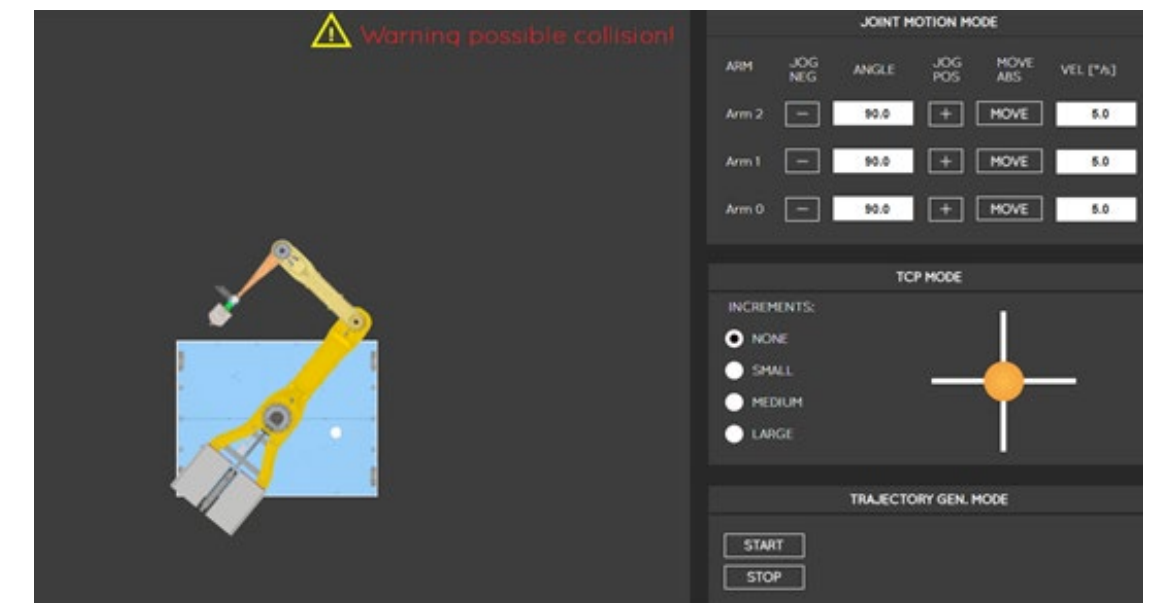 Warning possible collision!
JOINT MOTION MODE
ARM JOG NEG ANGLE JOG POS MOVE ABS VEL [°/s]
Arm 2 − 90.0 + MOVE 5.0
Arm 1 − 90.0 + MOVE 5.0
Arm 0 − 90.0 + MOVE 5.0
TCP MODE
INCREMENTS:
NONE
SMALL
MEDIUM
LARGE
TRAJECTORY GEN. MODE
START
STOP